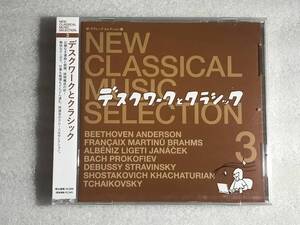 NEW
CLASSICAL
MUSIC
SELECTION
デスクワークとクラシック
NEW
CLASSICAL
MUSIC
SELECTION
デスクワークとクラシック
3
BEETHOVEN ANDERSON
FRANÇAIX MARTINŮ BRAHMS
ALBÉNIZ LIGETI JANÁČEK
BACH PROKOFIEV
DEBUSSY STRAVINSKY
SHOSTAKOVICH KHACHATURIAN
TCHAIKOVSKY